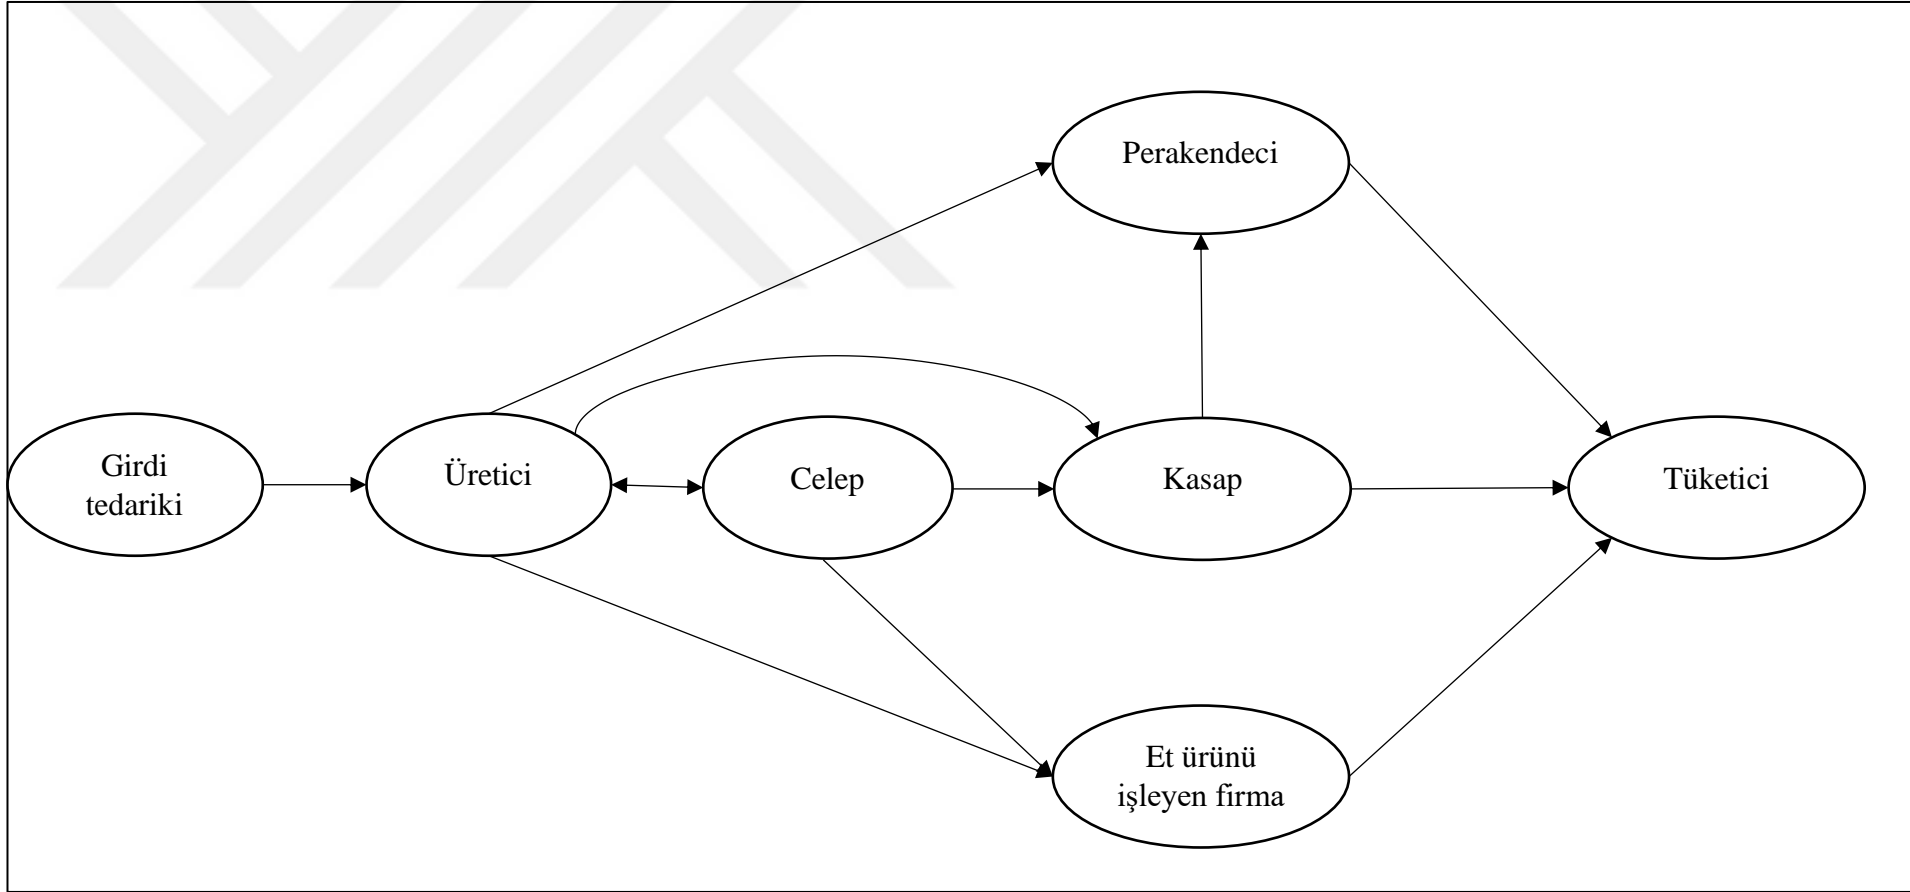 Perakendeci
Girdi
tedariki
Üretici
Celep
Kasap
Tüketici
Et ürünü
işleyen firma